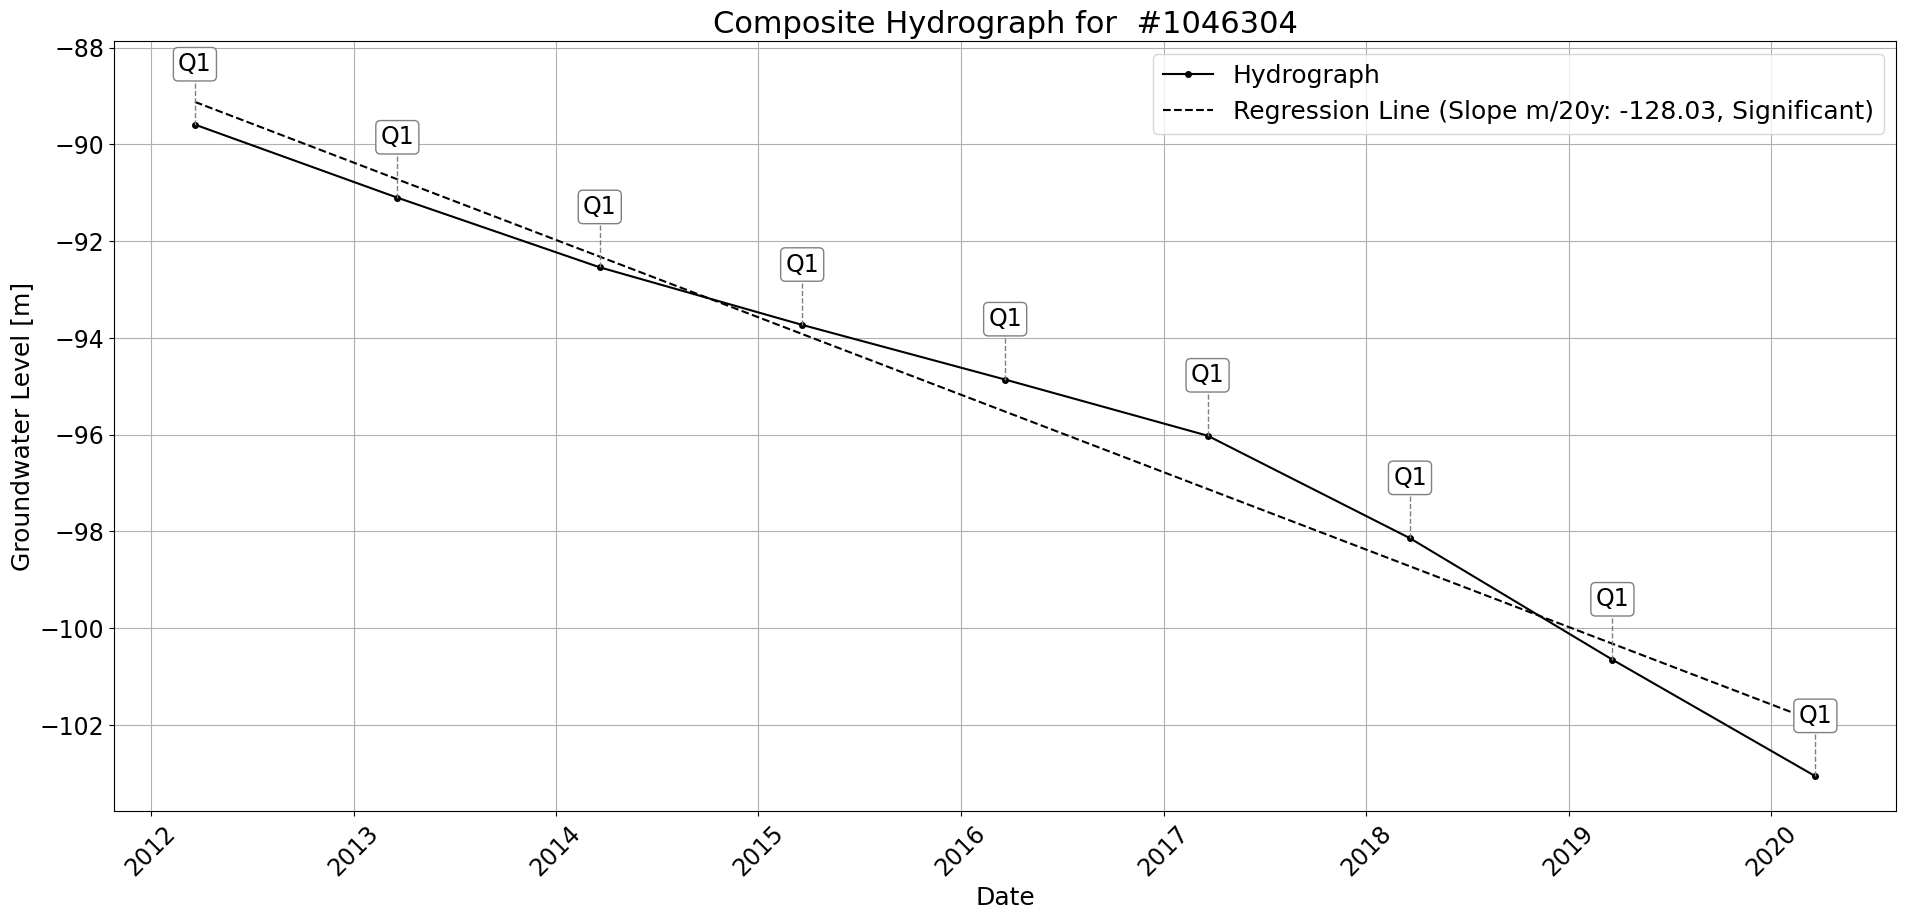 Composite Hydrograph for  #1046304
Hydrograph
Regression Line (Slope m/20y: -128.03, Significant)
Q1
Q1
Q1
Q1
Q1
Q1
Q1
Q1
Q1
Groundwater Level [m]
−88
−90
−92
−94
−96
−98
−100
−102
2012
2013
2014
2015
2016
2017
2018
2019
2020
Date